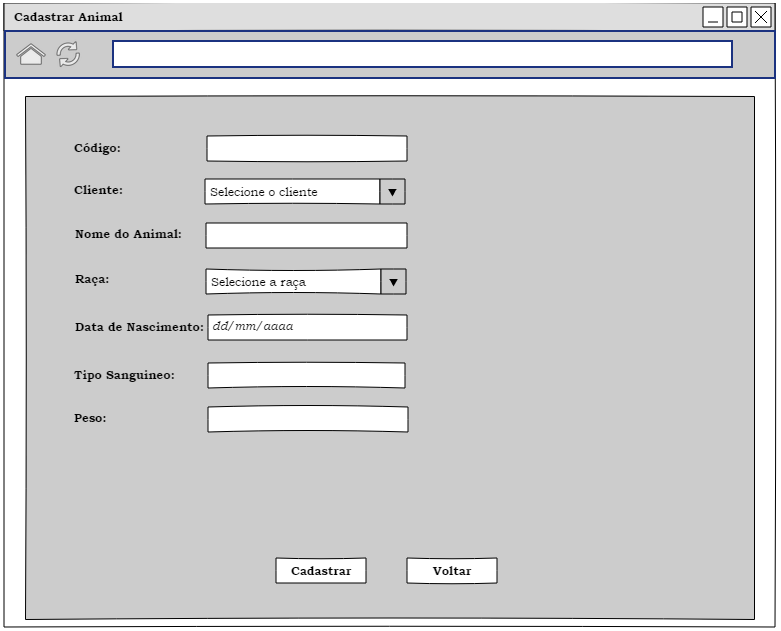 Cadastrar Animal
Código:
Cliente: Selecione o cliente
Nome do Animal:
Raça: Selecione a raça
Data de Nascimento: dd/mm/aaaa
Tipo Sanguineo:
Peso:
Cadastrar Voltar